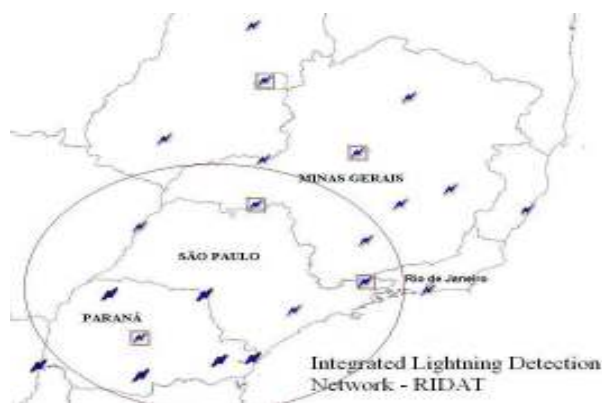 MINAS GERAIS
SÃO PAULO
Rio de Janeiro
PARANÁ
Integrated Lightning Detection
Network - RIDAT